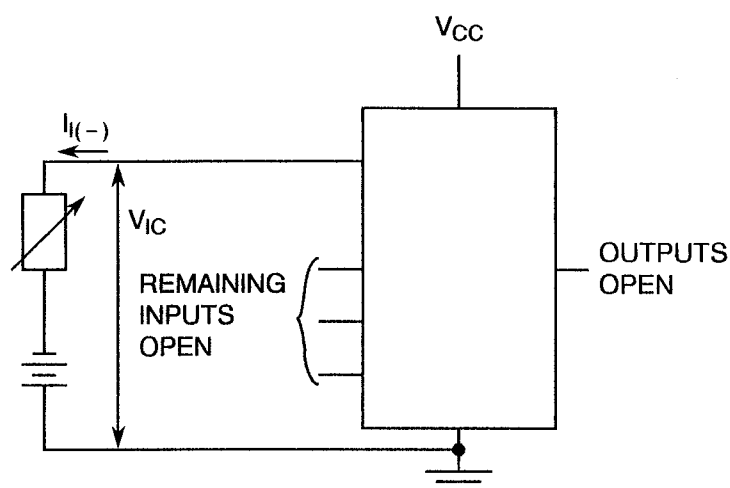 VCC
II(−)
VIC
REMAINING
INPUTS
OPEN
OUTPUTS
OPEN